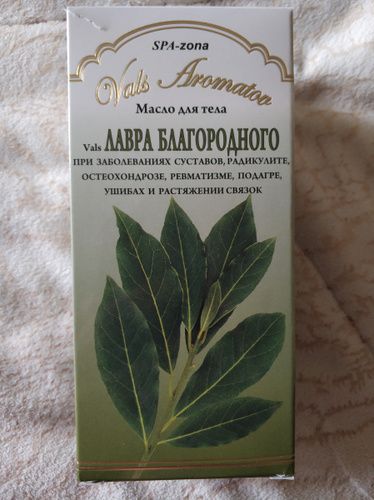 SPA-zona
Vals Aromatoo
Масло для тела
Vals ЛАВРА БЛАГОРОДНОГО
ПРИ ЗАБОЛЕВАНИЯХ СУСТАВОВ, РАДИКУЛИТЕ,
ОСТЕОХОНДРОЗЕ, РЕВМАТИЗМЕ, ПОДАГРЕ,
УШИБАХ И РАСТЯЖЕНИИ СВЯЗОК